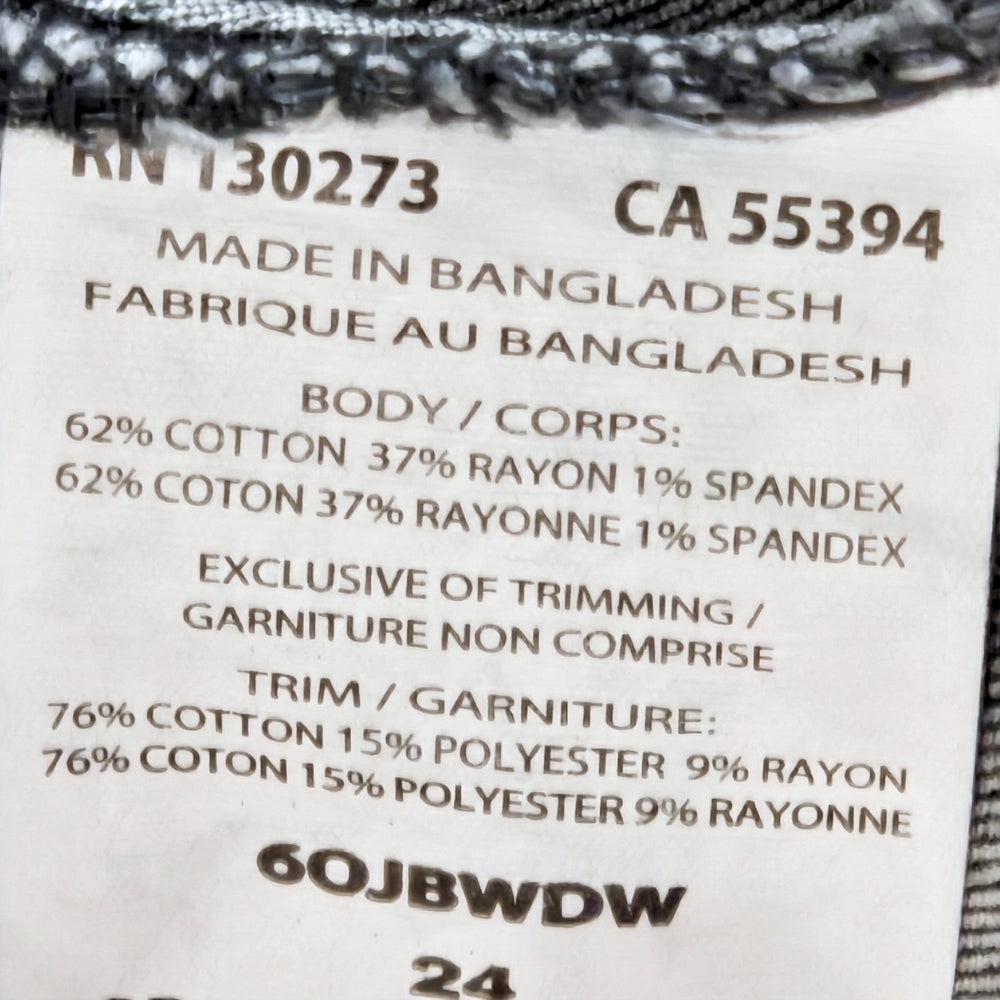 RN 130273 CA 55394
MADE IN BANGLADESH
FABRIQUE AU BANGLADESH
BODY / CORPS:
62% COTTON 37% RAYON 1% SPANDEX
62% COTON 37% RAYONNE 1% SPANDEX
EXCLUSIVE OF TRIMMING /
GARNITURE NON COMPRISE
TRIM / GARNITURE:
76% COTTON 15% POLYESTER 9% RAYON
76% COTON 15% POLYESTER 9% RAYONNE
6OJBWDW
24